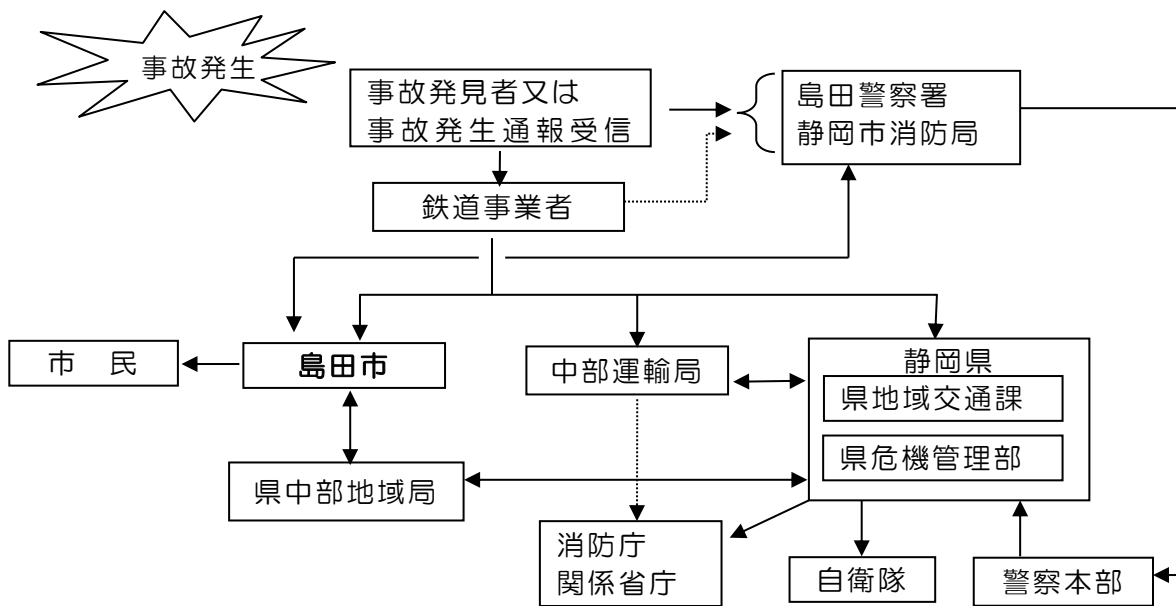 事故発生
事故発見者又は
事故発生通報受信
島田警察署
静岡市消防局
鉄道事業者
市　民
島田市
中部運輸局
静岡県
県地域交通課
県危機管理部
県中部地域局
消防庁
関係省庁
自衛隊
警察本部